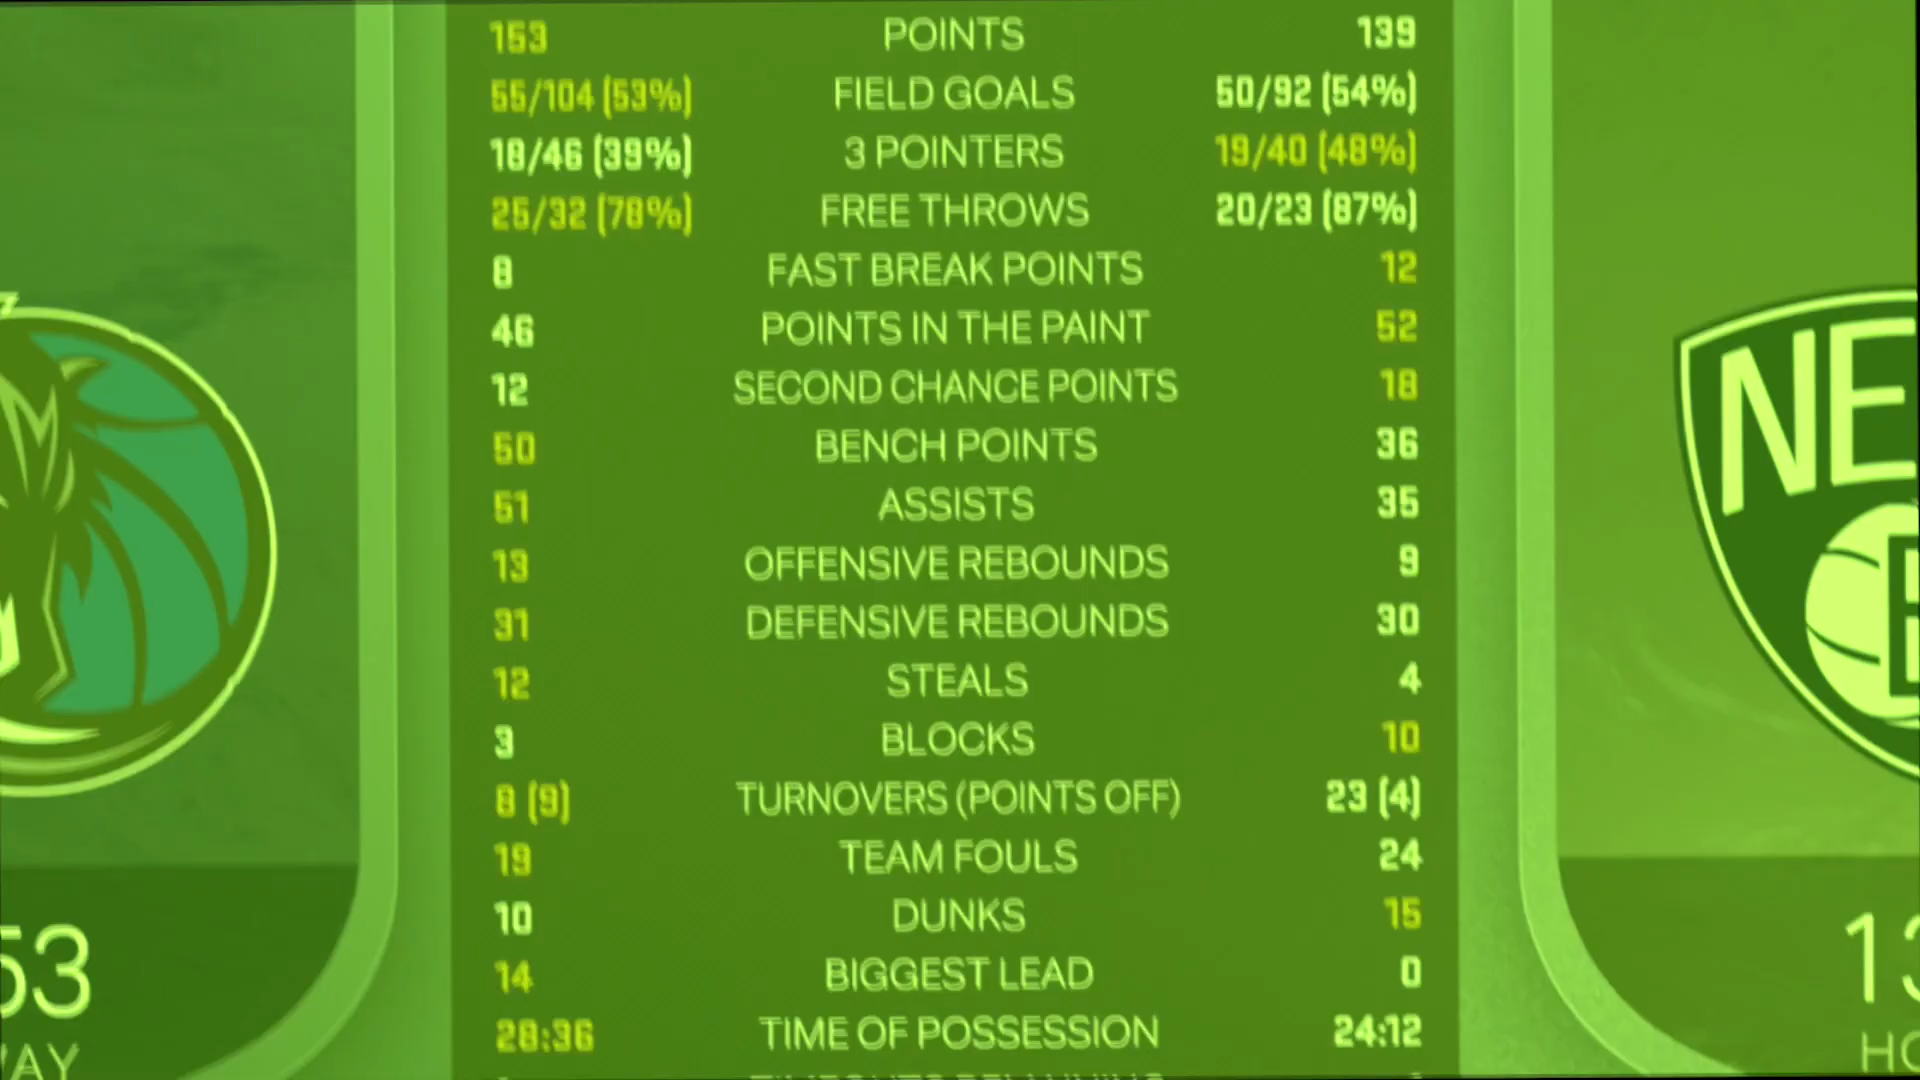 153 POINTS 139
55/104 (53%) FIELD GOALS 50/92 (54%)
18/46 (39%) 3 POINTERS 19/40 (48%)
25/32 (78%) FREE THROWS 20/23 (87%)
8 FAST BREAK POINTS 12
46 POINTS IN THE PAINT 52
12 SECOND CHANCE POINTS 18
50 BENCH POINTS 36
51 ASSISTS 35
13 OFFENSIVE REBOUNDS 9
31 DEFENSIVE REBOUNDS 30
12 STEALS 4
3 BLOCKS 10
8 (9) TURNOVERS (POINTS OFF) 23 (4)
19 TEAM FOULS 24
10 DUNKS 15
14 BIGGEST LEAD 0
28:36 TIME OF POSSESSION 24:12
NE
53
WAY
13
HO